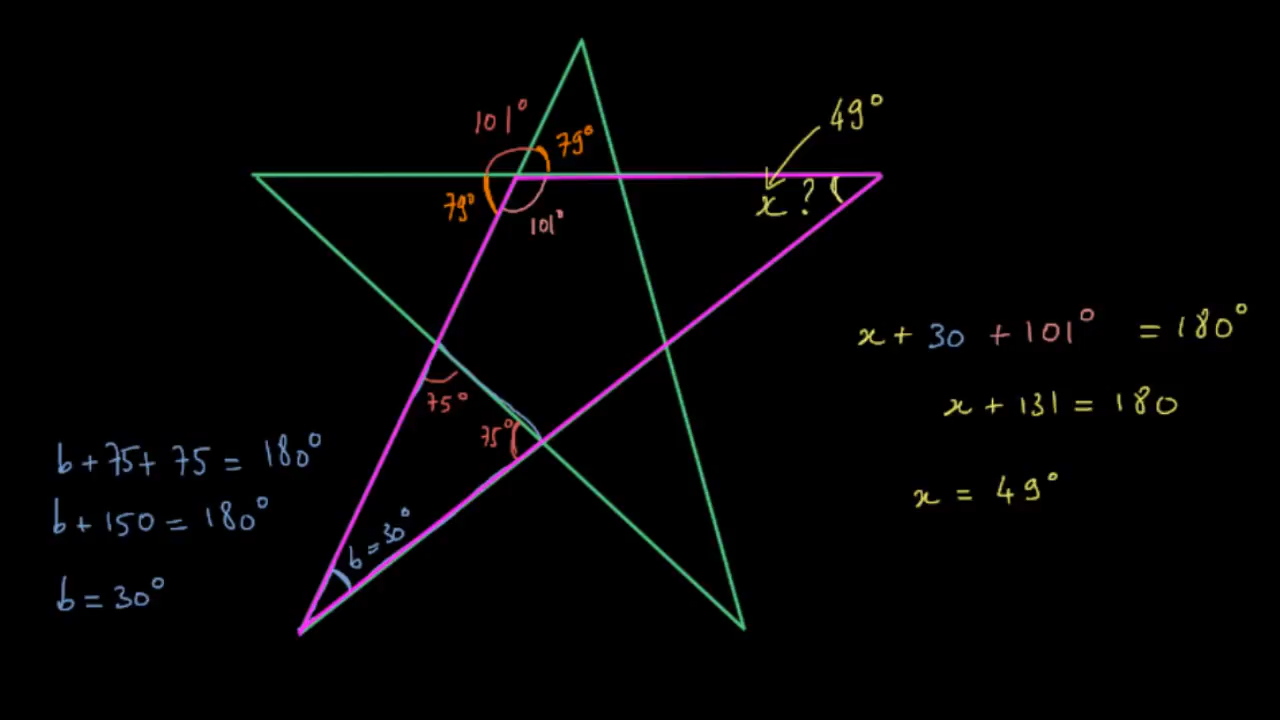 101°
79°
49°
79°
101°
x ?
75°
75°
b = 30°
x + 30 + 101° = 180°
x + 131 = 180
x = 49°
b + 75 + 75 = 180°
b + 150 = 180°
b = 30°